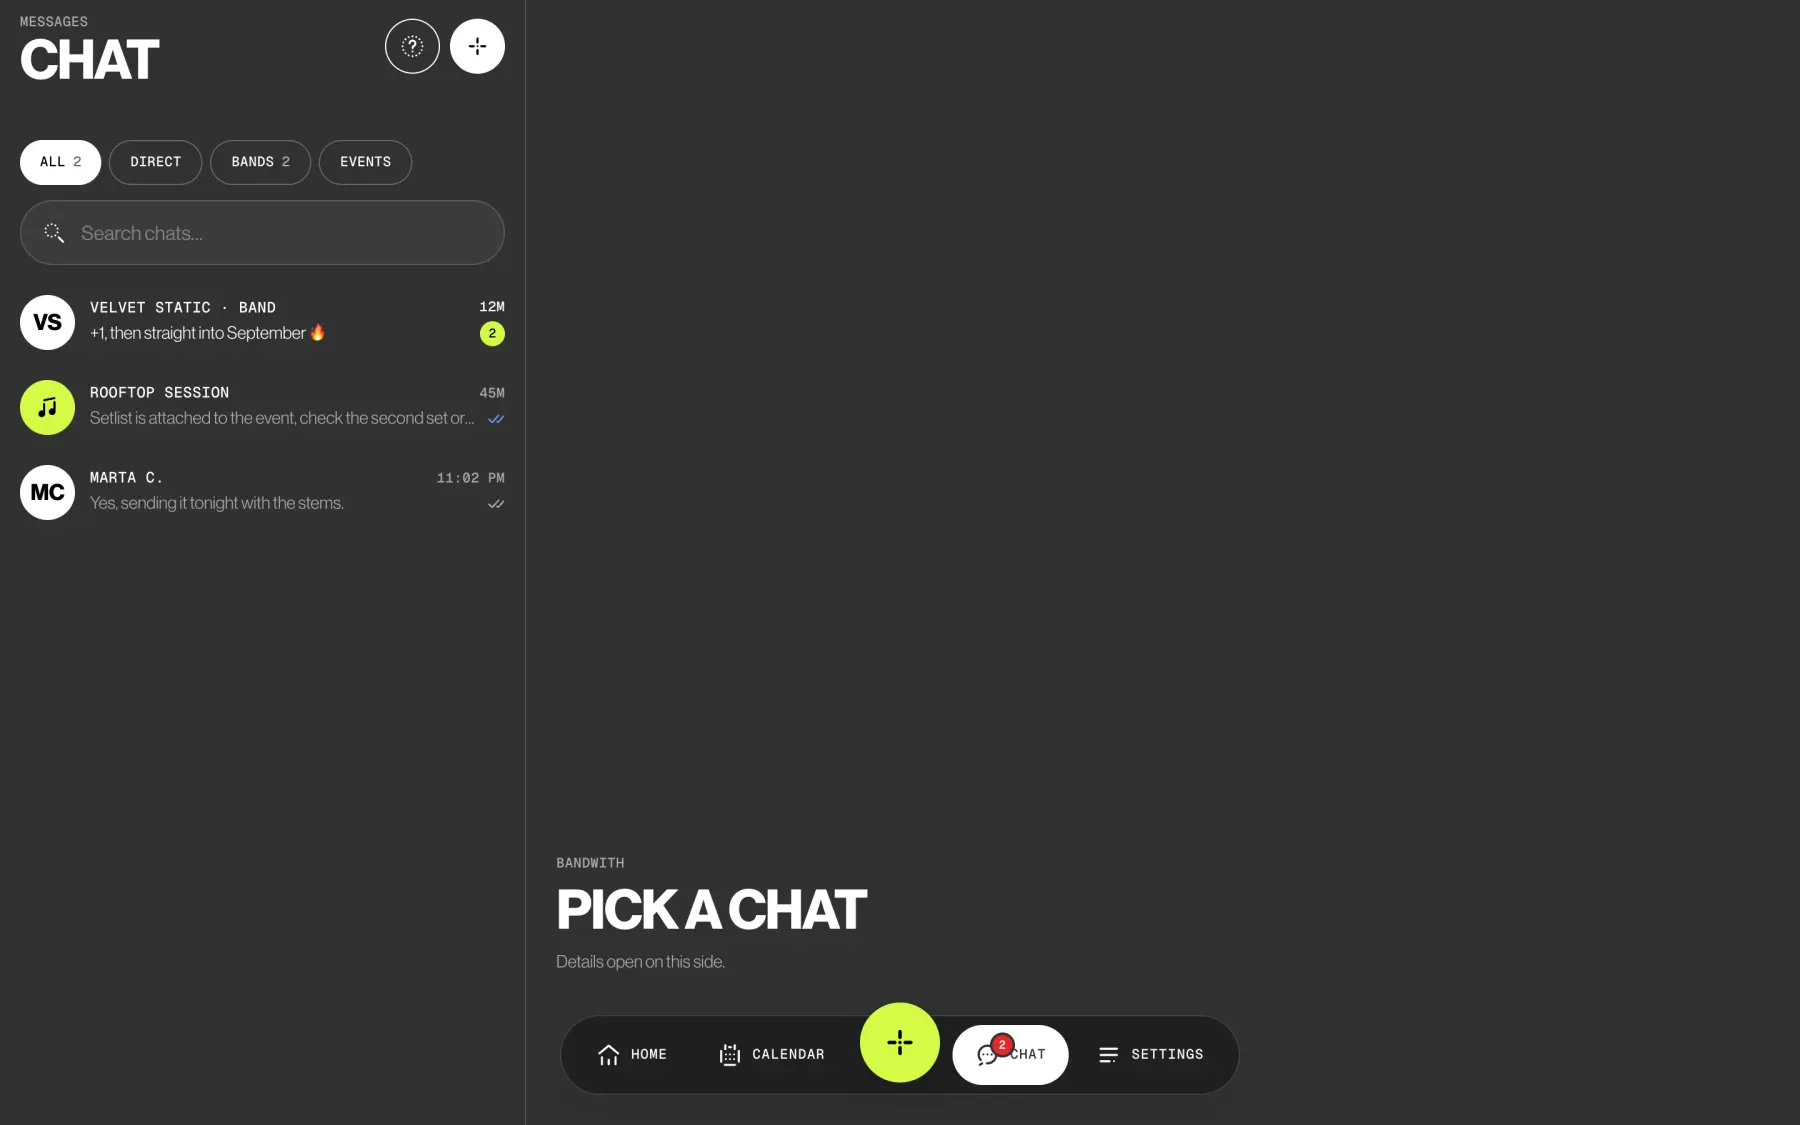 MESSAGES
CHAT
ALL 2
DIRECT
BANDS 2
EVENTS
Search chats...
VS
VELVET STATIC · BAND
12M
+1, then straight into September 🔥
2
ROOFTOP SESSION
45M
Setlist is attached to the event, check the second set or...
MC
MARTA C.
11:02 PM
Yes, sending it tonight with the stems.
BANDWITH
PICK A CHAT
Details open on this side.
HOME
CALENDAR
2
CHAT
SETTINGS